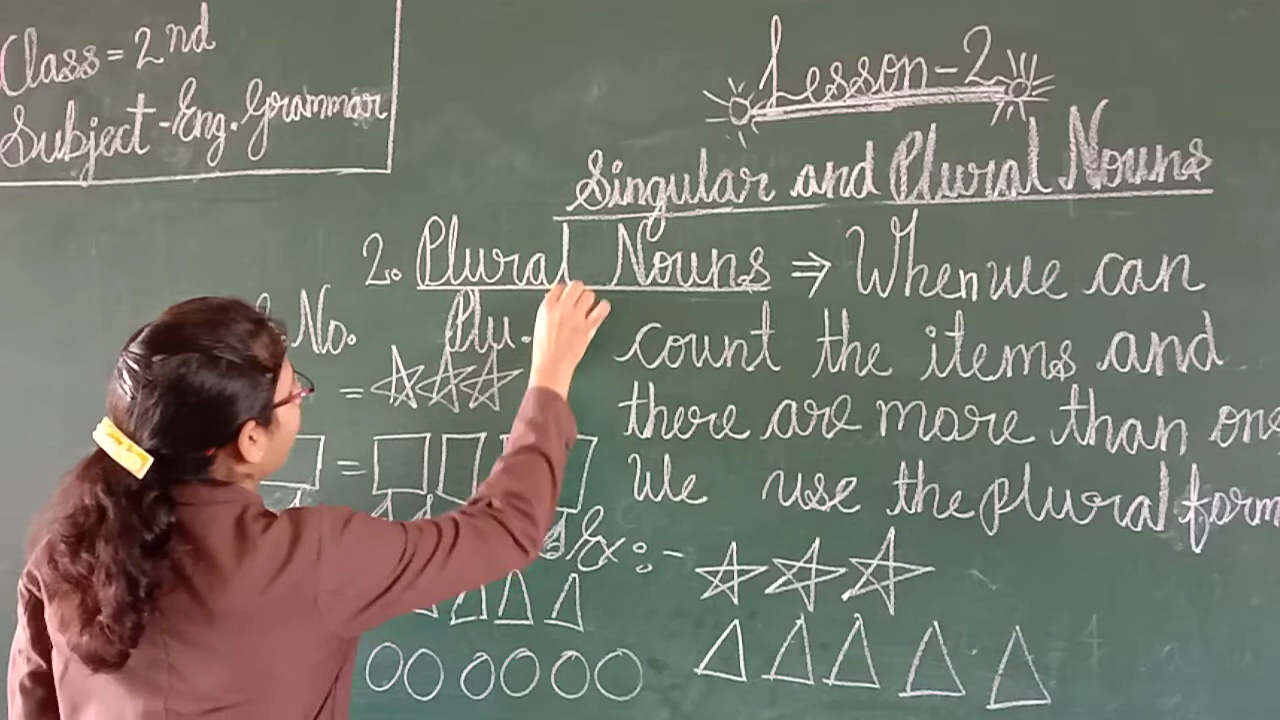 Class = 2nd
Subject - Eng. Grammar
Lesson - 2
Singular and Plural Nouns
2. Plural Nouns ⇒ When we can
count the items and
there are more than one
We use the plural form
No. Plu.
= 
=
Ex :-